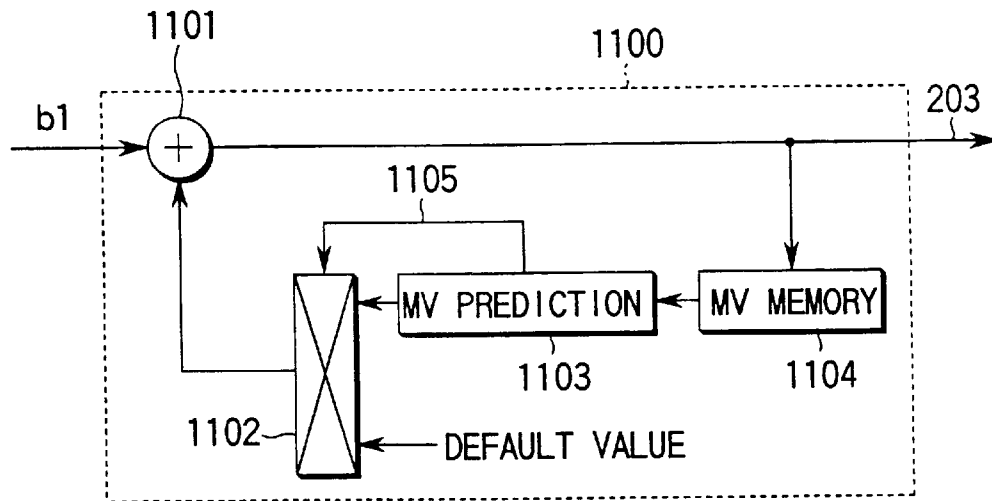 1101
1100
b1
203
1105
MV PREDICTION
MV MEMORY
1103
1104
1102
DEFAULT VALUE